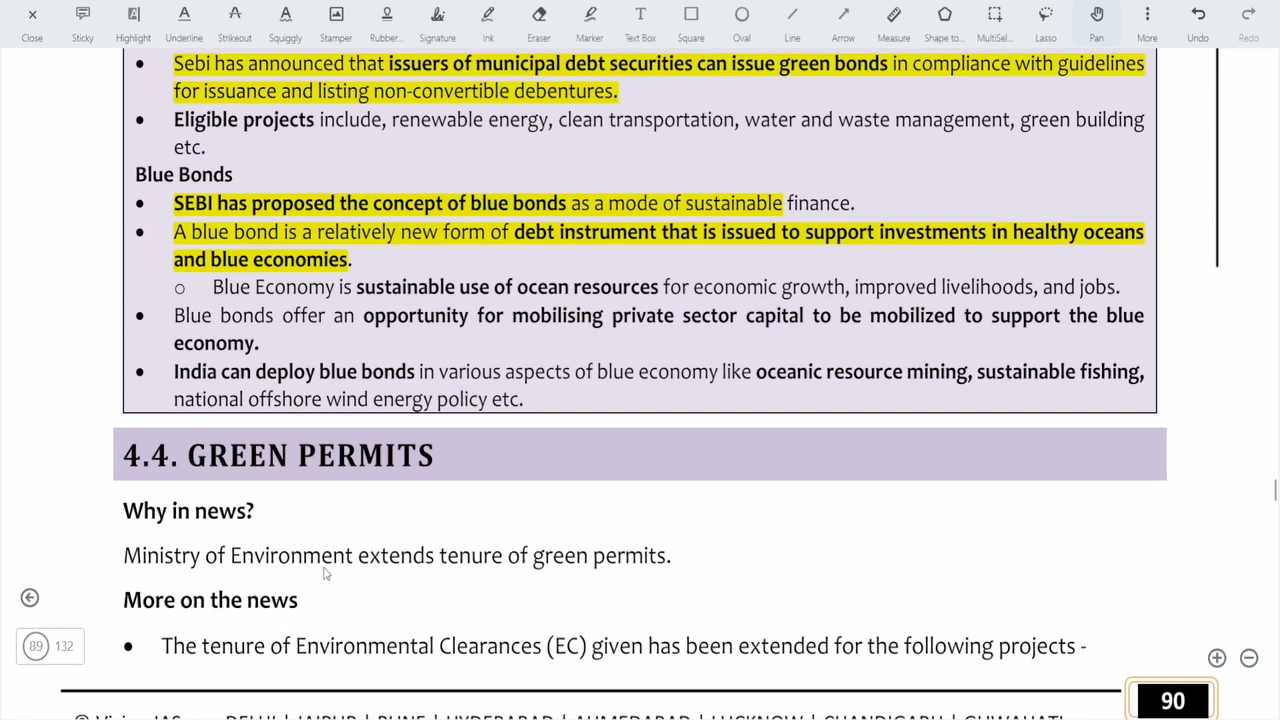 Close
Sticky
Highlight
Underline
Strikeout
Squiggly
Stamper
Rubber...
Signature
Ink
Eraser
Marker
Text Box
Square
Oval
Line
Arrow
Measure
Shape to...
MultiSel...
Lasso
Pan
More
Undo
Redo
• Sebi has announced that issuers of municipal debt securities can issue green bonds in compliance with guidelines
for issuance and listing non-convertible debentures.
• Eligible projects include, renewable energy, clean transportation, water and waste management, green building
etc.
Blue Bonds
• SEBI has proposed the concept of blue bonds as a mode of sustainable finance.
• A blue bond is a relatively new form of debt instrument that is issued to support investments in healthy oceans
and blue economies.
o Blue Economy is sustainable use of ocean resources for economic growth, improved livelihoods, and jobs.
• Blue bonds offer an opportunity for mobilising private sector capital to be mobilized to support the blue
economy.
• India can deploy blue bonds in various aspects of blue economy like oceanic resource mining, sustainable fishing,
national offshore wind energy policy etc.
4.4. GREEN PERMITS
Why in news?
Ministry of Environment extends tenure of green permits.
More on the news
• The tenure of Environmental Clearances (EC) given has been extended for the following projects -
89 132
90
DELHI | JAIPUR | PUNE | HYDERABAD | AHMEDABAD | LUCKNOW | CHANDIGARH | GUWAHATI